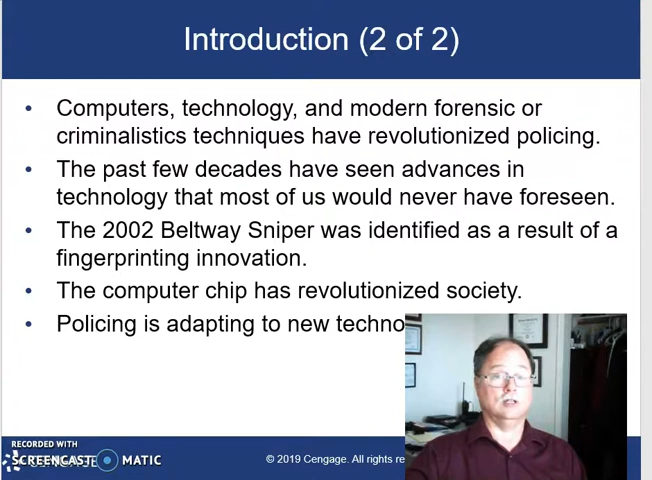 Introduction (2 of 2)
• Computers, technology, and modern forensic or
criminalistics techniques have revolutionized policing.
• The past few decades have seen advances in
technology that most of us would never have foreseen.
• The 2002 Beltway Sniper was identified as a result of a
fingerprinting innovation.
• The computer chip has revolutionized society.
• Policing is adapting to new techno
RECORDED WITH
SCREENCAST MATIC
© 2019 Cengage. All rights re